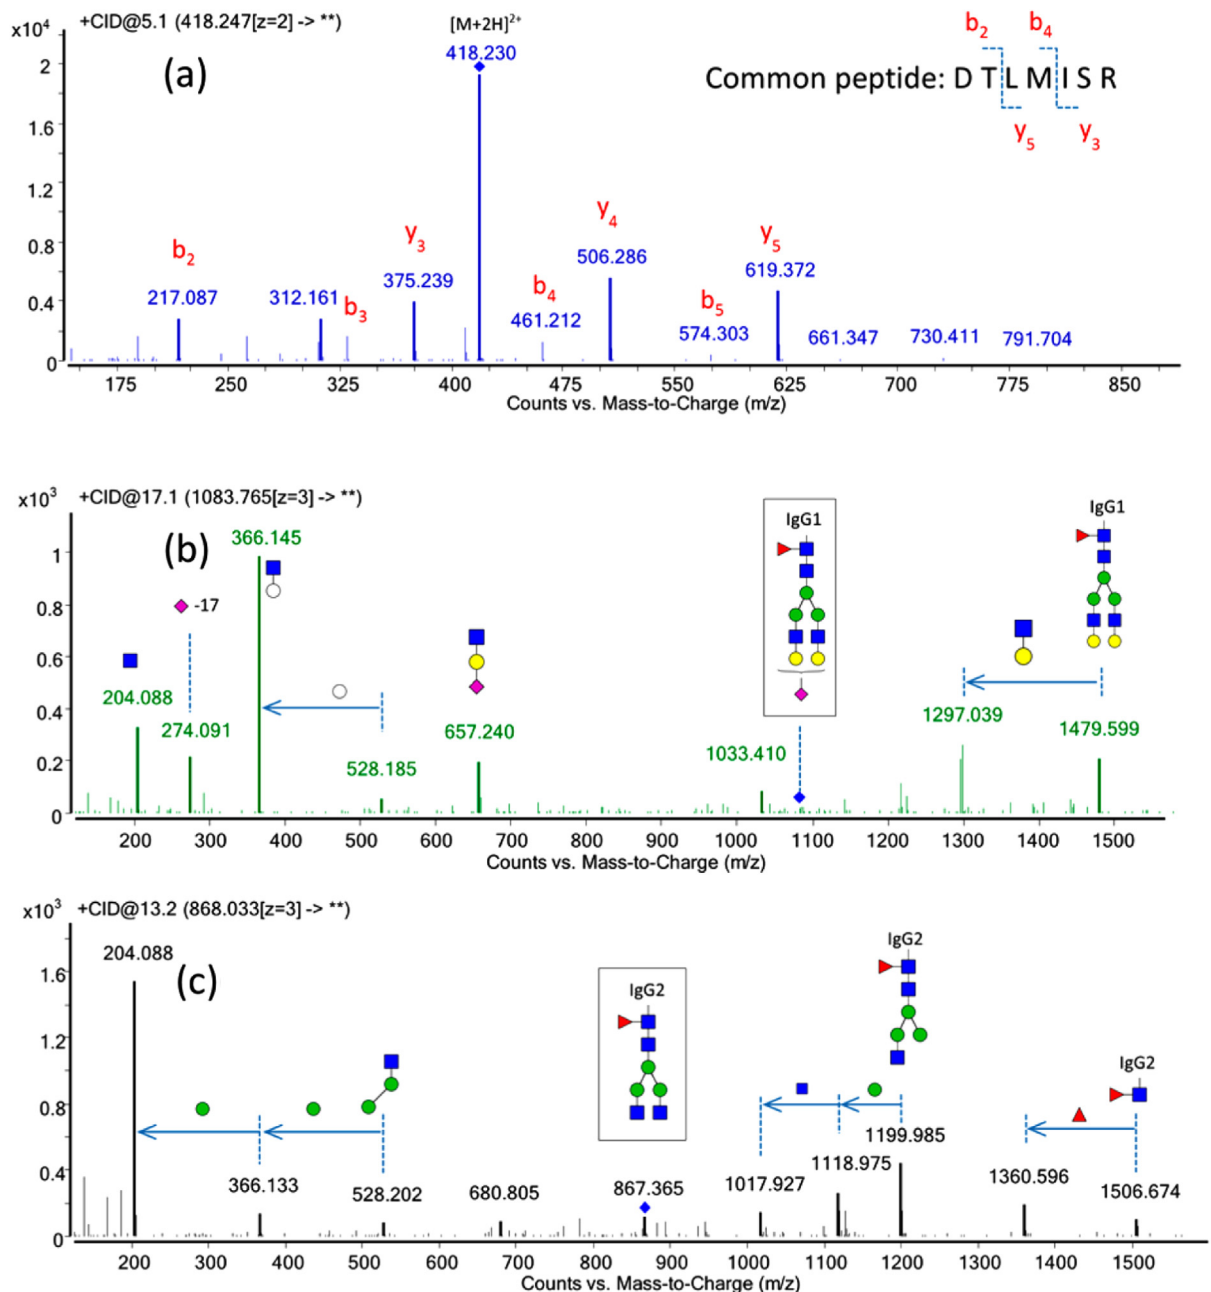 +CID@5.1 (418.247[z=2] -> **)
[M+2H]²⁺
x10⁴
418.230
(a)
b₂ b₄
Common peptide: D T L M I S R
y₅ y₃
2
1.6
1.2
0.8
0.4
0
b₂
217.087
312.161
b₃
y₃
375.239
b₄
461.212
y₄
506.286
b₅
574.303
y₅
619.372
661.347
730.411
791.704
175 250 325 400 475 550 625 700 775 850
Counts vs. Mass-to-Charge (m/z)
+CID@17.1 (1083.765[z=3] -> **)
x10³
(b)
1
0.8
0.6
0.4
0.2
0
204.088
-17
274.091
366.145
528.185
657.240
1033.410
IgG1
1297.039
IgG1
1479.599
200 300 400 500 600 700 800 900 1000 1100 1200 1300 1400 1500
Counts vs. Mass-to-Charge (m/z)
+CID@13.2 (868.033[z=3] -> **)
x10³
(c)
1.6
1.2
0.8
0.4
0
204.088
366.133
528.202
680.805
IgG2
867.365
1017.927
1118.975
IgG2
1199.985
1360.596
IgG2
1506.674
200 300 400 500 600 700 800 900 1000 1100 1200 1300 1400 1500
Counts vs. Mass-to-Charge (m/z)